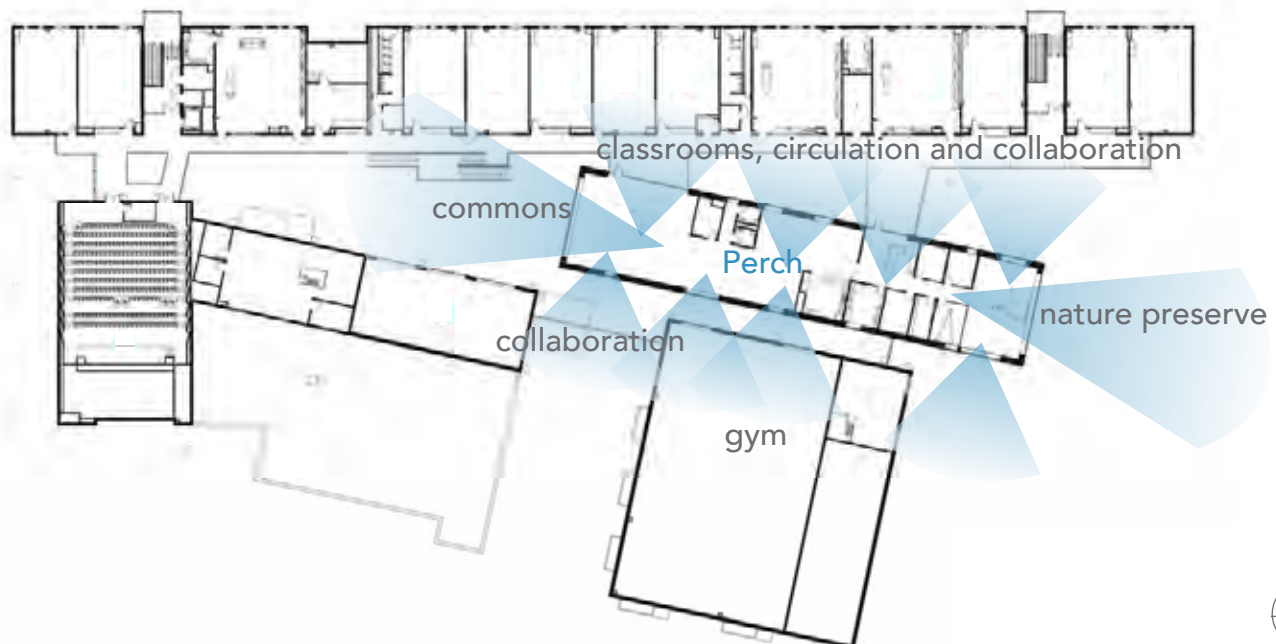 classrooms, circulation and collaboration
commons
Perch
nature preserve
collaboration
gym